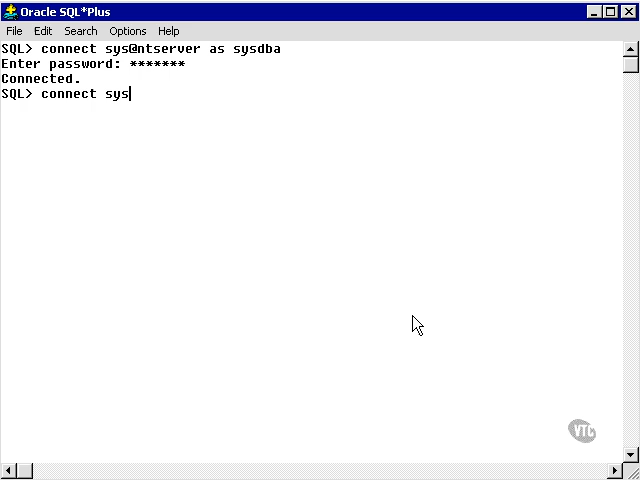 Oracle SQL*Plus
File Edit Search Options Help
SQL> connect sys@ntserver as sysdba
Enter password: *******
Connected.
SQL> connect sys
VTC